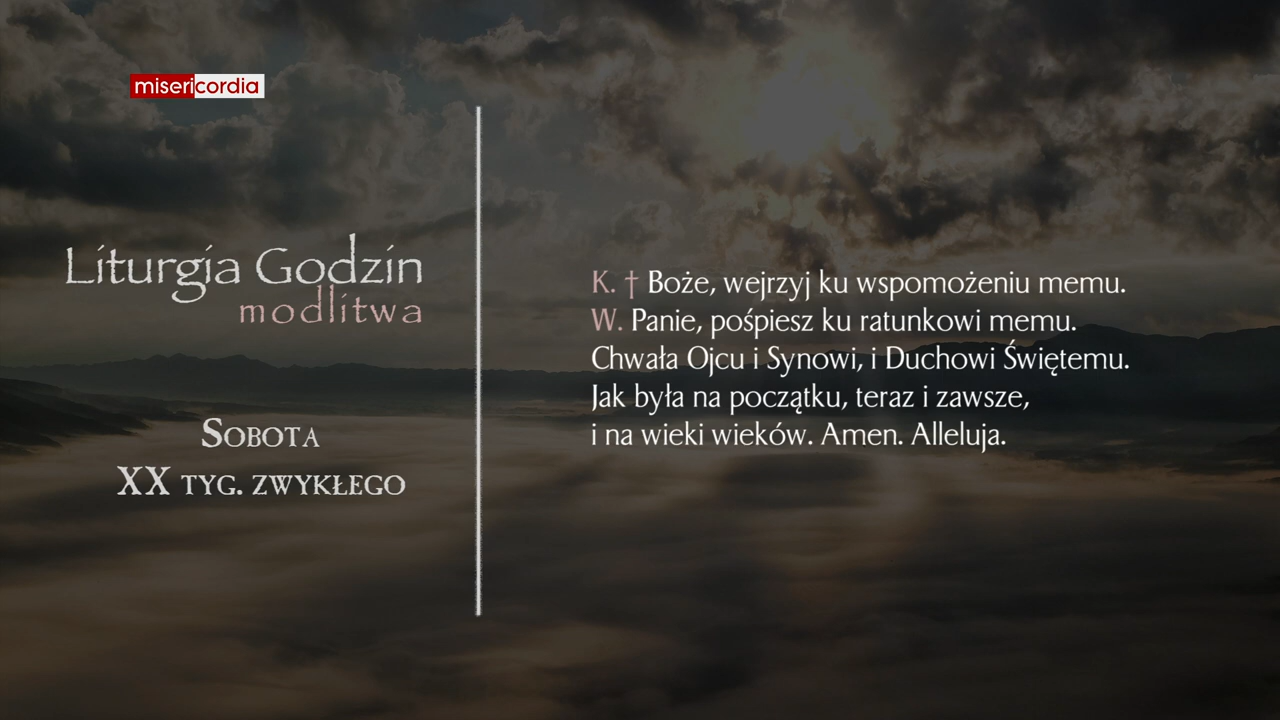 misericordia
Liturgia Godzin
modlitwa
Sobota
XX tyg. zwykłego
K. † Boże, wejrzyj ku wspomożeniu memu.
W. Panie, pośpiesz ku ratunkowi memu.
Chwała Ojcu i Synowi, i Duchowi Świętemu.
Jak była na początku, teraz i zawsze,
i na wieki wieków. Amen. Alleluja.